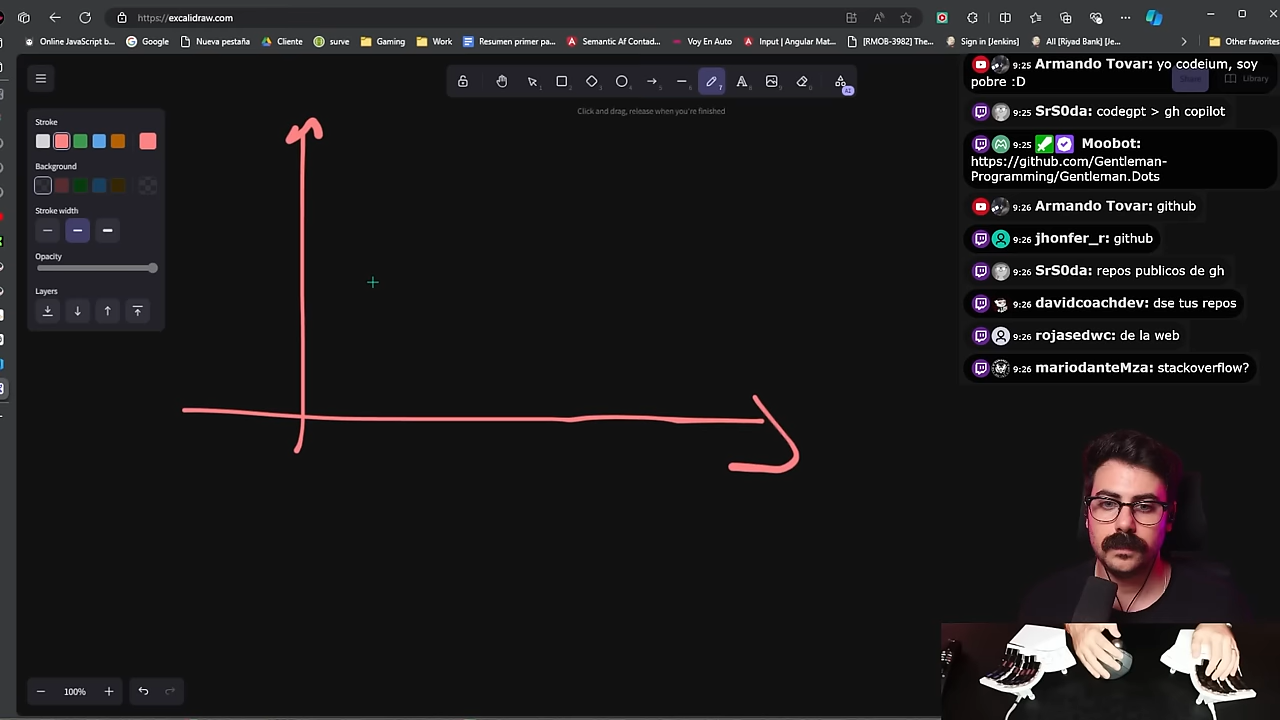 https://excalidraw.com
Online JavaScript b...
Google
Nueva pestaña
Cliente
surve
Gaming
Work
Resumen primer pa...
Semantic Af Contad...
Voy En Auto
Input | Angular Mat...
[RMOB-3982] [The...
Sign in [Jenkins]
All [Riyad Bank] [Je...
Other favorites
Click and drag, release when you're finished
Share
Library
Stroke
Background
Stroke width
Opacity
Layers
100%
AI
9:25 Armando Tovar: yo codeium, soy
pobre :D
9:25 SrS0da: codegpt > gh copilot
9:25 Moobot:
https://github.com/Gentleman-
Programming/Gentleman.Dots
9:26 Armando Tovar: github
9:26 jhonfer_r: github
9:26 SrS0da: repos publicos de gh
9:26 davidcoachdev: dse tus repos
9:26 rojasedwc: de la web
9:26 mariodanteMza: stackoverflow?